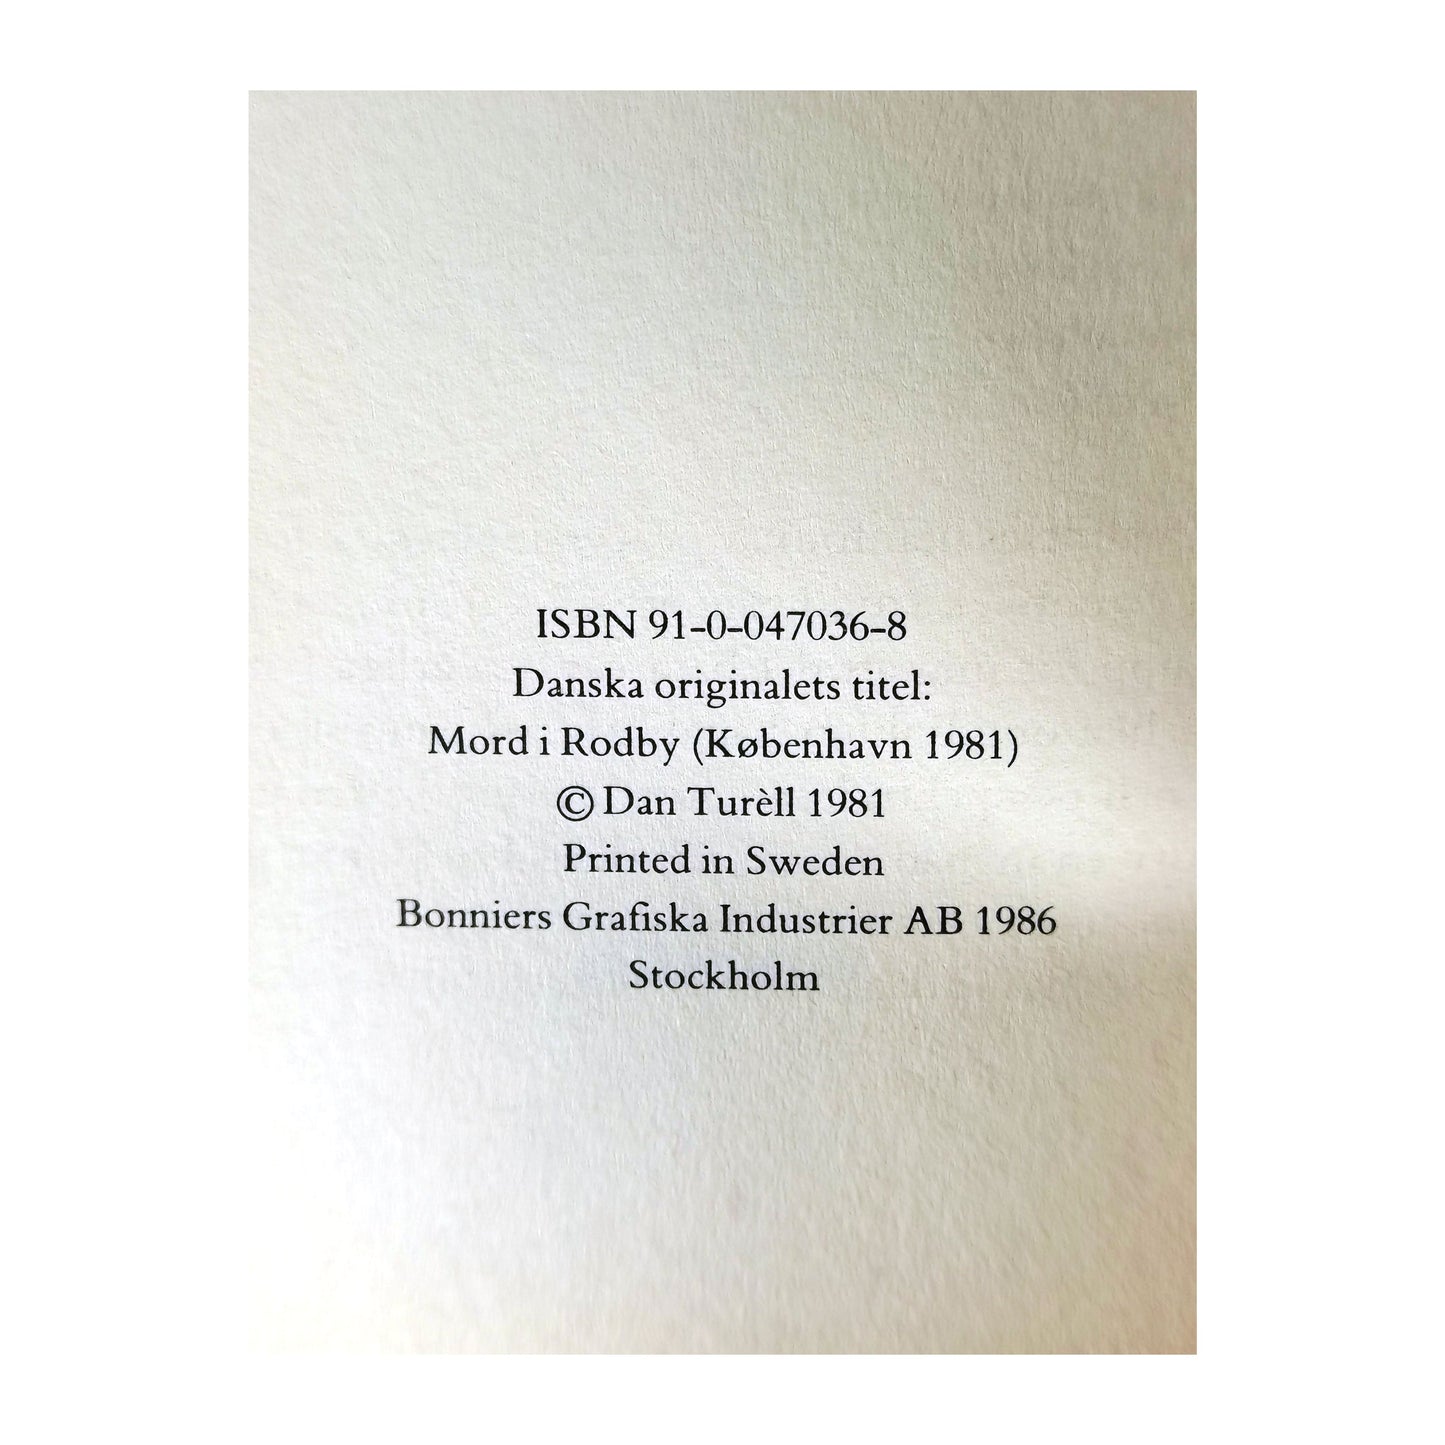 ISBN 91-0-047036-8
Danska originalets titel:
Mord i Rodby (København 1981)
© Dan Turèll 1981
Printed in Sweden
Bonniers Grafiska Industrier AB 1986
Stockholm